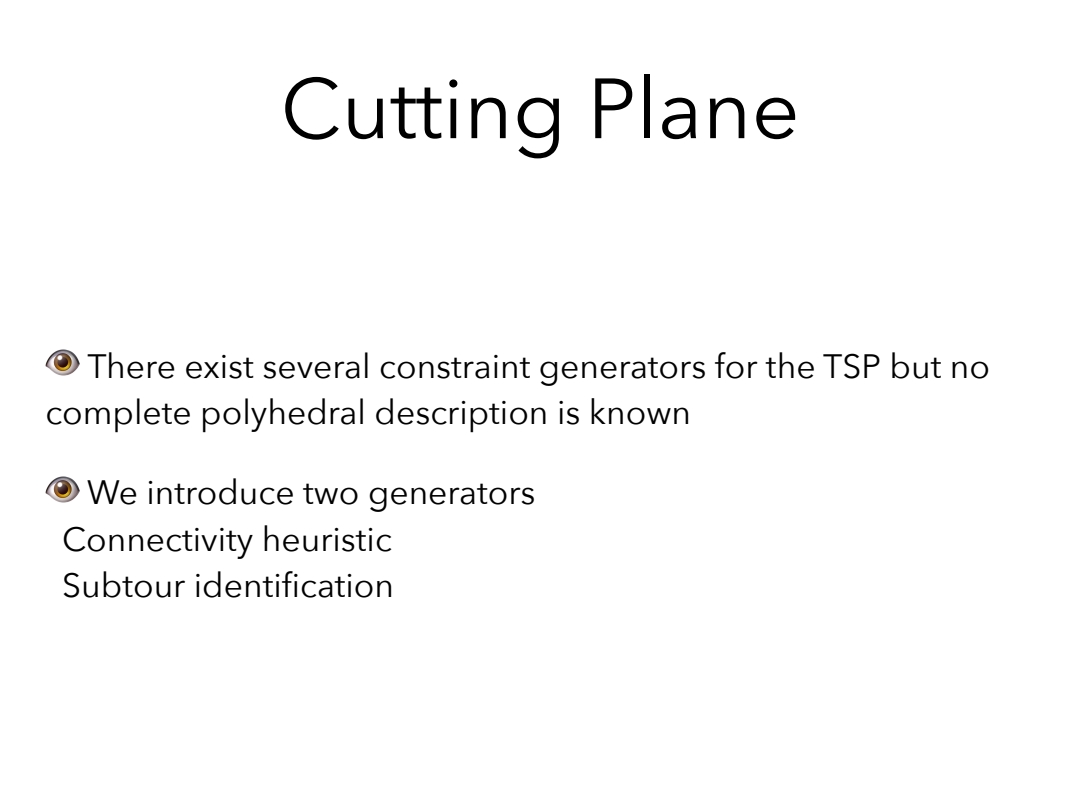 Cutting Plane
👁 There exist several constraint generators for the TSP but no
complete polyhedral description is known
👁 We introduce two generators
Connectivity heuristic
Subtour identification